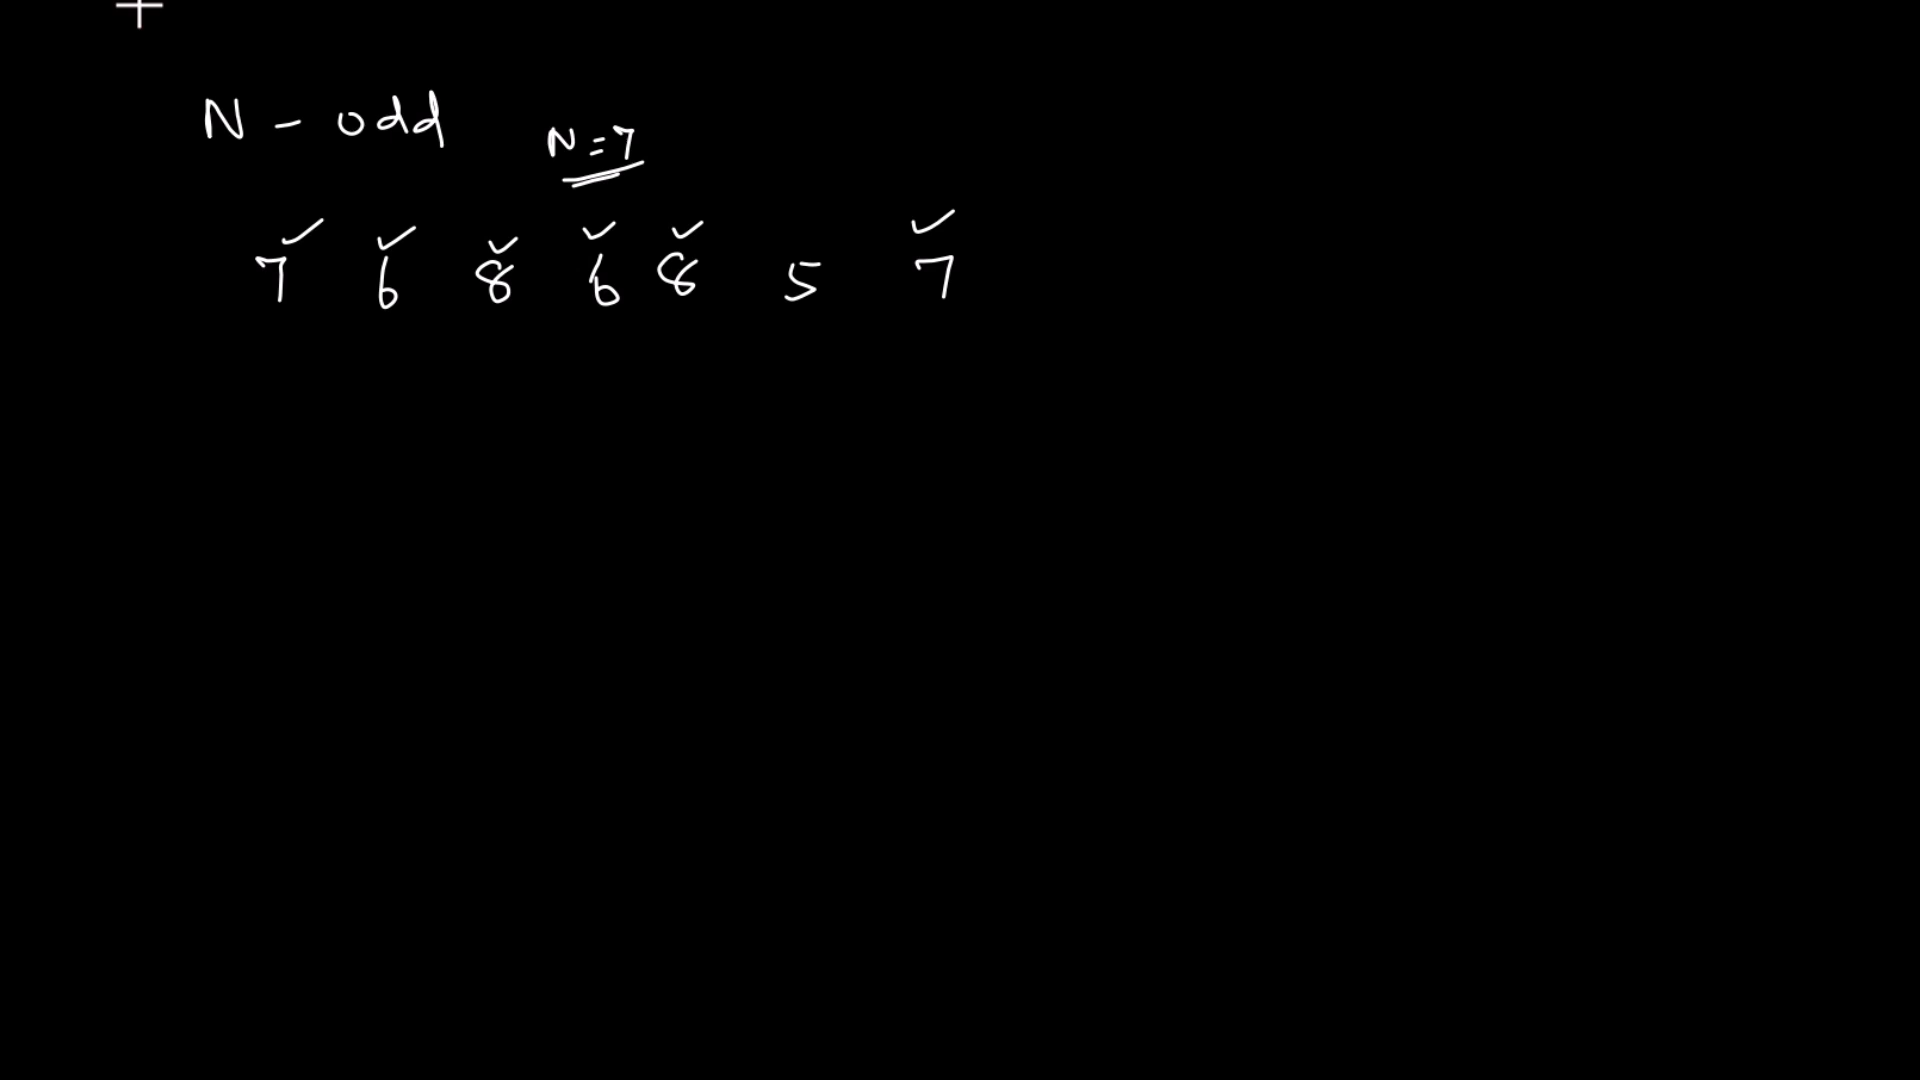 N - odd
N = 7
✓ ✓ ✓ ✓ ✓ ✓
7 6 8 6 8 5 7